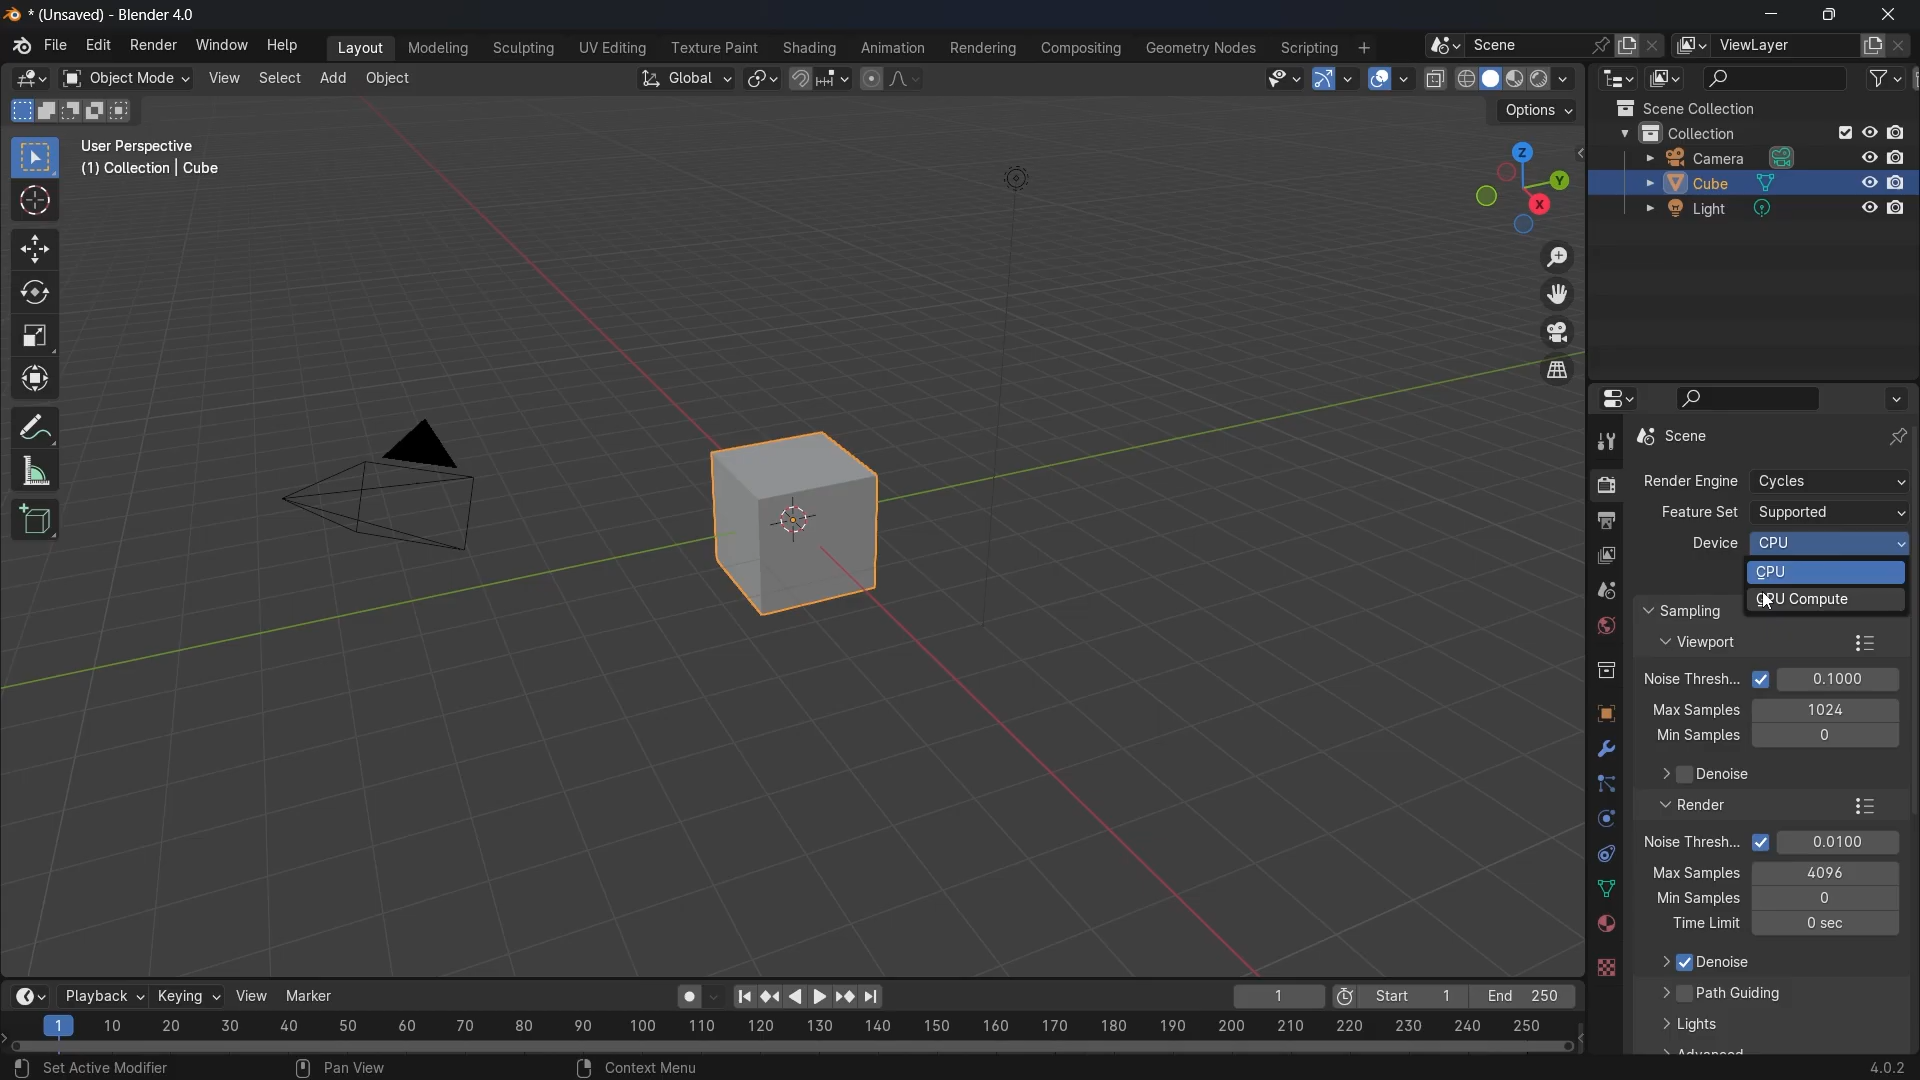 * (Unsaved) - Blender 4.0
File Edit Render Window Help Layout Modeling Sculpting UV Editing Texture Paint Shading Animation Rendering Compositing Geometry Nodes Scripting + Scene ViewLayer
Object Mode View Select Add Object Global
Options
User Perspective
(1) Collection | Cube
Z
Y
X
Scene Collection
Collection
Camera
Cube
Light
Scene
Render Engine Cycles
Feature Set Supported
Device CPU
CPU
GPU Compute
Sampling
Viewport
Noise Thresh... 0.1000
Max Samples 1024
Min Samples 0
Denoise
Render
Noise Thresh... 0.0100
Max Samples 4096
Min Samples 0
Time Limit 0 sec
Denoise
Path Guiding
Lights
Advanced
Playback Keying View Marker 1 Start 1 End 250
1 10 20 30 40 50 60 70 80 90 100 110 120 130 140 150 160 170 180 190 200 210 220 230 240 250
Set Active Modifier Pan View Context Menu 4.0.2